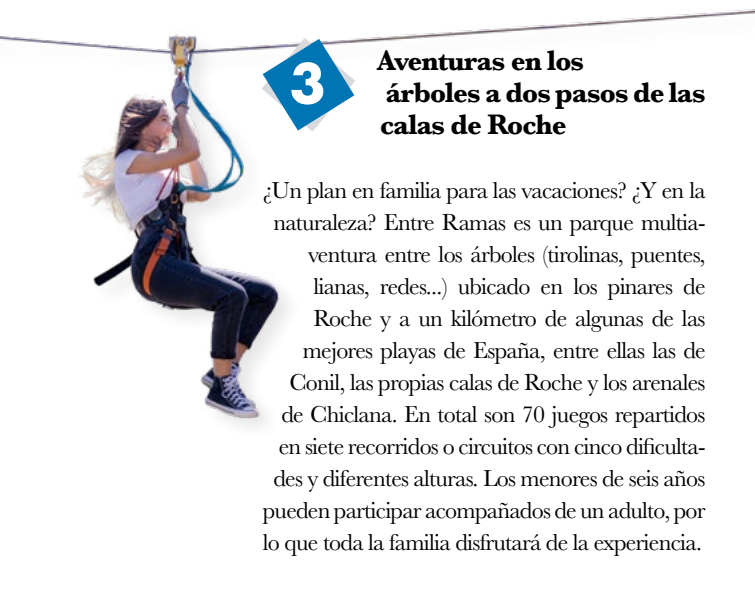 3
Aventuras en los
árboles a dos pasos de las
calas de Roche
¿Un plan en familia para las vacaciones? ¿Y en la
naturaleza? Entre Ramas es un parque multia-
ventura entre los árboles (tirolinas, puentes,
lianas, redes...) ubicado en los pinares de
Roche y a un kilómetro de algunas de las
mejores playas de España, entre ellas las de
Conil, las propias calas de Roche y los arenales
de Chiclana. En total son 70 juegos repartidos
en siete recorridos o circuitos con cinco dificulta-
des y diferentes alturas. Los menores de seis años
pueden participar acompañados de un adulto, por
lo que toda la familia disfrutará de la experiencia.